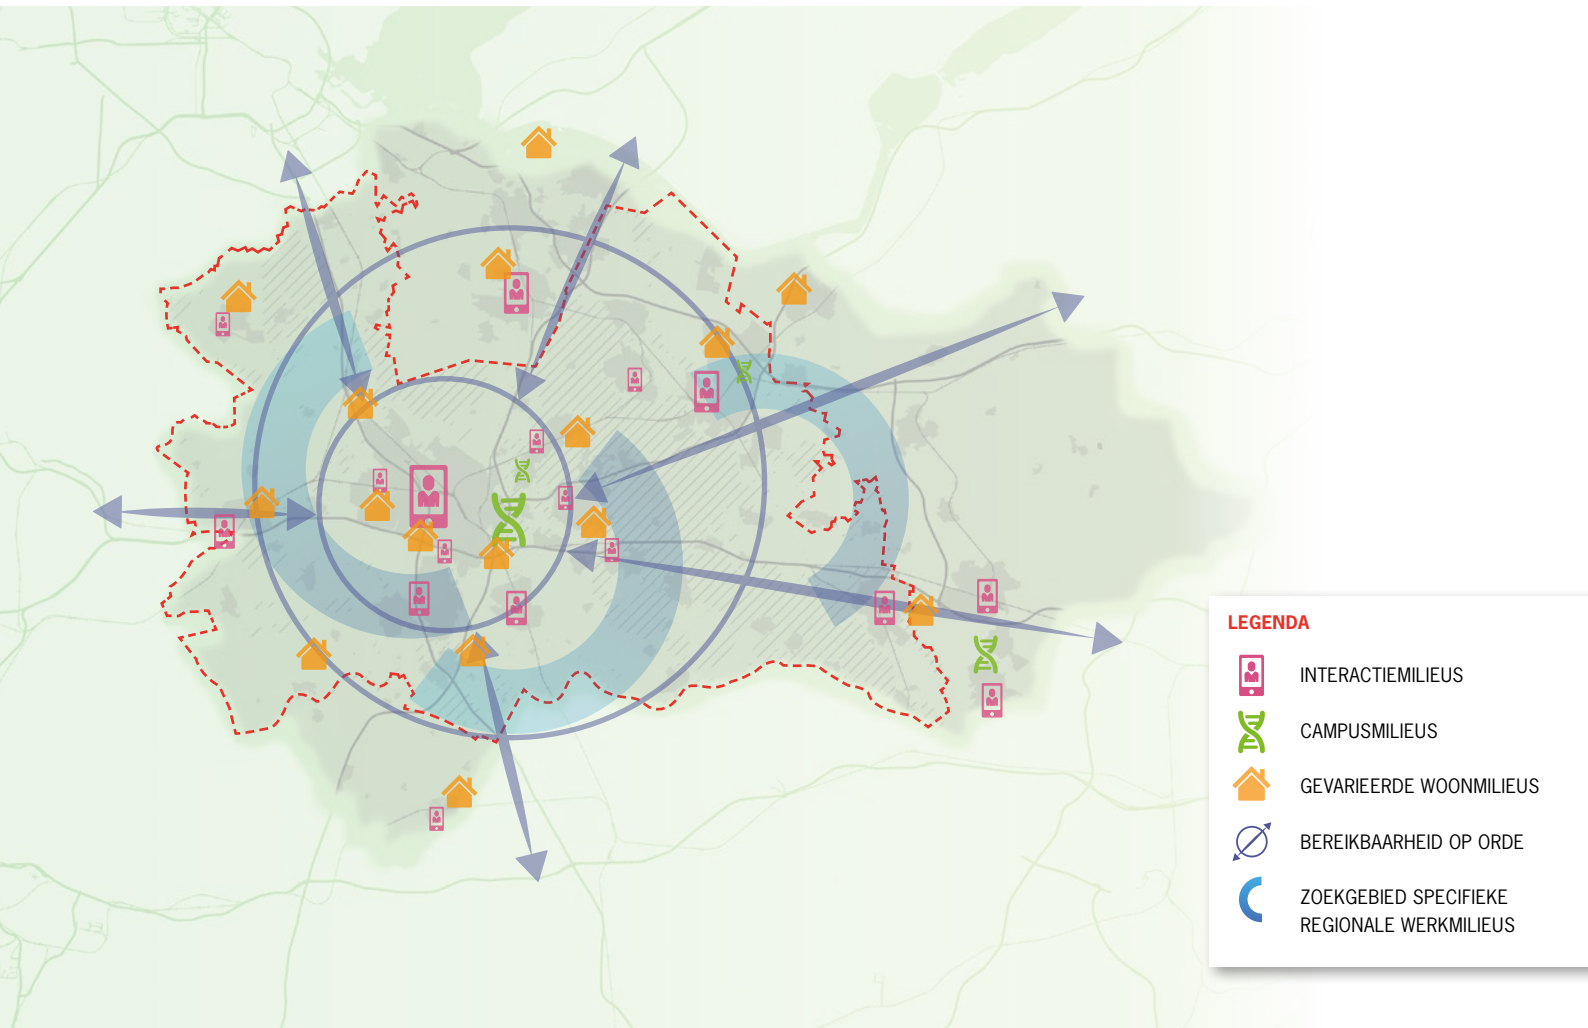 LEGENDA
INTERACTIEMILIEUS
CAMPUSMILIEUS
GEVARIEERDE WOONMILIEUS
BEREIKBAARHEID OP ORDE
ZOEKGEBIED SPECIFIEKE
REGIONALE WERKMILIEUS